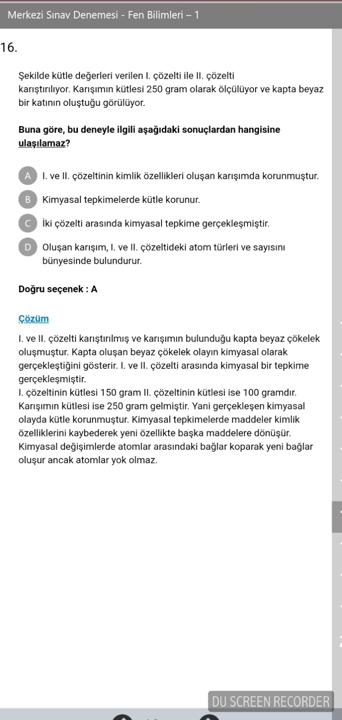 Merkezi Sınav Denemesi - Fen Bilimleri – 1
16.
Şekilde kütle değerleri verilen I. çözelti ile II. çözelti
karıştırılıyor. Karışımın kütlesi 250 gram olarak ölçülüyor ve kapta beyaz
bir katının oluştuğu görülüyor.
Buna göre, bu deneyle ilgili aşağıdaki sonuçlardan hangisine
ulaşılamaz?
A I. ve II. çözeltinin kimlik özellikleri oluşan karışımda korunmuştur.
B Kimyasal tepkimelerde kütle korunur.
C İki çözelti arasında kimyasal tepkime gerçekleşmiştir.
D Oluşan karışım, I. ve II. çözeltideki atom türleri ve sayısını
bünyesinde bulundurur.
Doğru seçenek : A
Çözüm
I. ve II. çözelti karıştırılmış ve karışımın bulunduğu kapta beyaz çökelek
oluşmuştur. Kapta oluşan beyaz çökelek olayın kimyasal olarak
gerçekleştiğini gösterir. I. ve II. çözelti arasında kimyasal bir tepkime
gerçekleşmiştir.
I. çözeltinin kütlesi 150 gram II. çözeltinin kütlesi ise 100 gramdır.
Karışımın kütlesi ise 250 gram gelmiştir. Yani gerçekleşen kimyasal
olayda kütle korunmuştur. Kimyasal tepkimelerde maddeler kimlik
özelliklerini kaybederek yeni özellikte başka maddelere dönüşür.
Kimyasal değişimlerde atomlar arasındaki bağlar koparak yeni bağlar
oluşur ancak atomlar yok olmaz.
DU SCREEN RECORDER